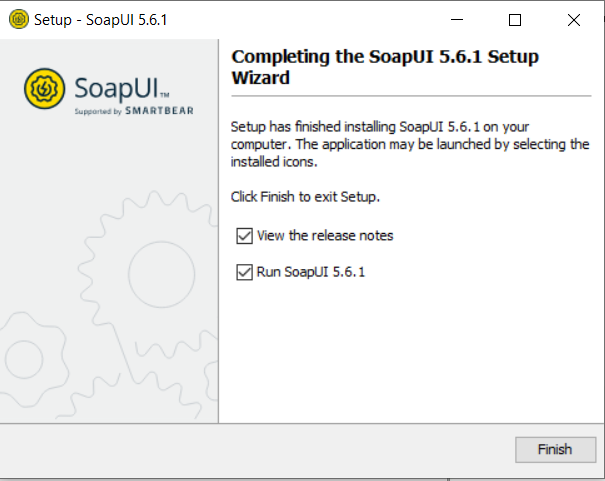 Setup - SoapUI 5.6.1
SoapUI™
Supported by SMARTBEAR
Completing the SoapUI 5.6.1 Setup
Wizard
Setup has finished installing SoapUI 5.6.1 on your
computer. The application may be launched by selecting the
installed icons.
Click Finish to exit Setup.
View the release notes
Run SoapUI 5.6.1
Finish